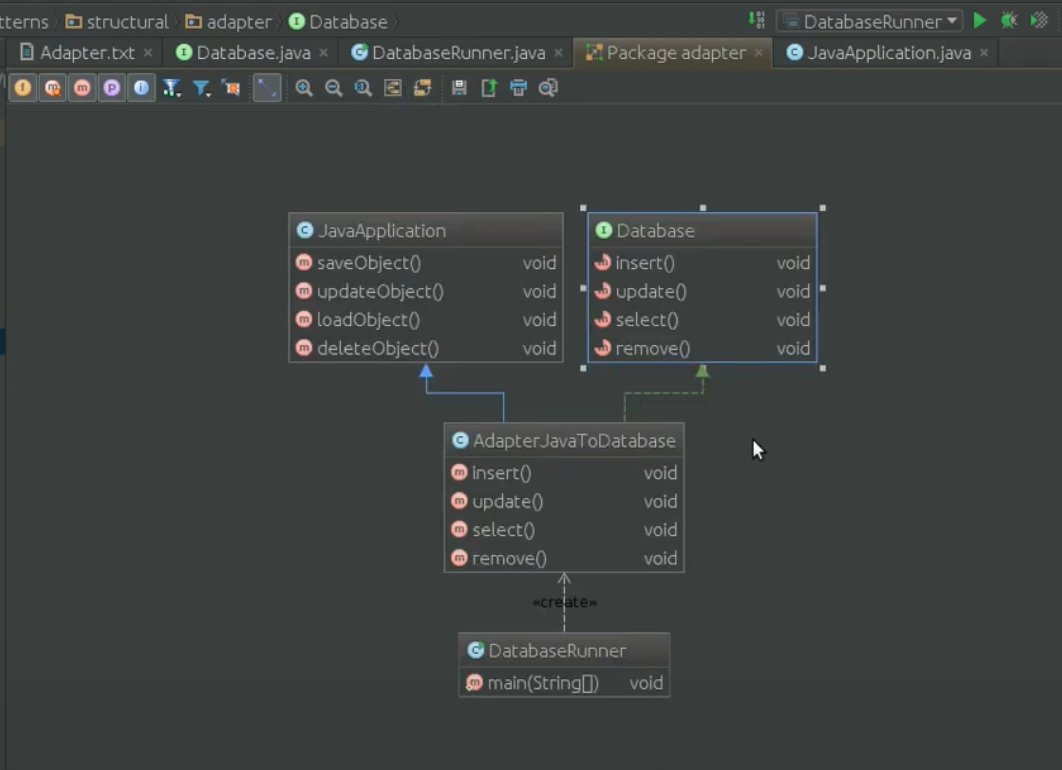 tterns structural adapter Database DatabaseRunner
Adapter.txt Database.java DatabaseRunner.java Package adapter JavaApplication.java
JavaApplication
saveObject() void
updateObject() void
loadObject() void
deleteObject() void
Database
insert() void
update() void
select() void
remove() void
AdapterJavaToDatabase
insert() void
update() void
select() void
remove() void
«create»
DatabaseRunner
main(String[]) void